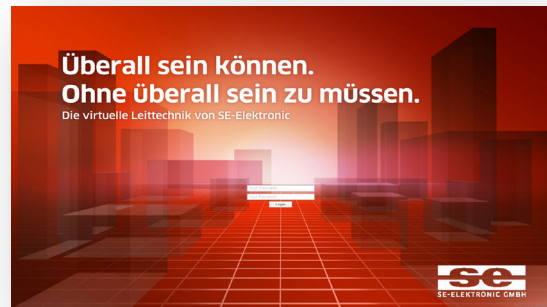 Überall sein können.
Ohne überall sein zu müssen.
Die virtuelle Leittechnik von SE-Elektronic
Login
se
SE-ELEKTRONIC GMBH